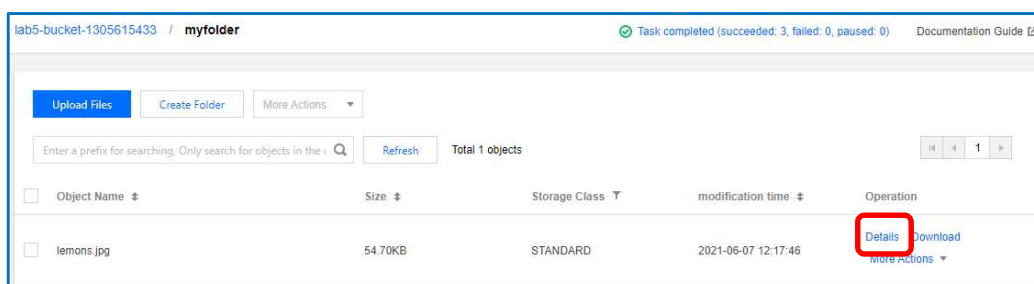 lab5-bucket-1305615433 / myfolder Task completed (succeeded: 3, failed: 0, paused: 0) Documentation Guide
Upload Files Create Folder More Actions
Enter a prefix for searching, Only search for objects in the Refresh Total 1 objects 1
Object Name Size Storage Class modification time Operation
Details Download
lemons.jpg 54.70KB STANDARD 2021-06-07 12:17:46
More Actions